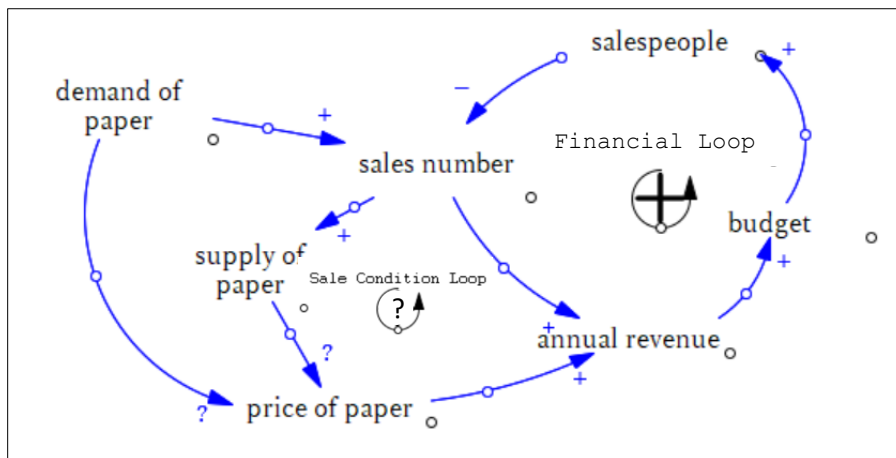 salespeople
+
demand of
paper
+
−
Financial Loop
sales number
+
budget
+
supply of
paper
+
Sale Condition Loop
?
?
annual revenue
+
+
?
price of paper